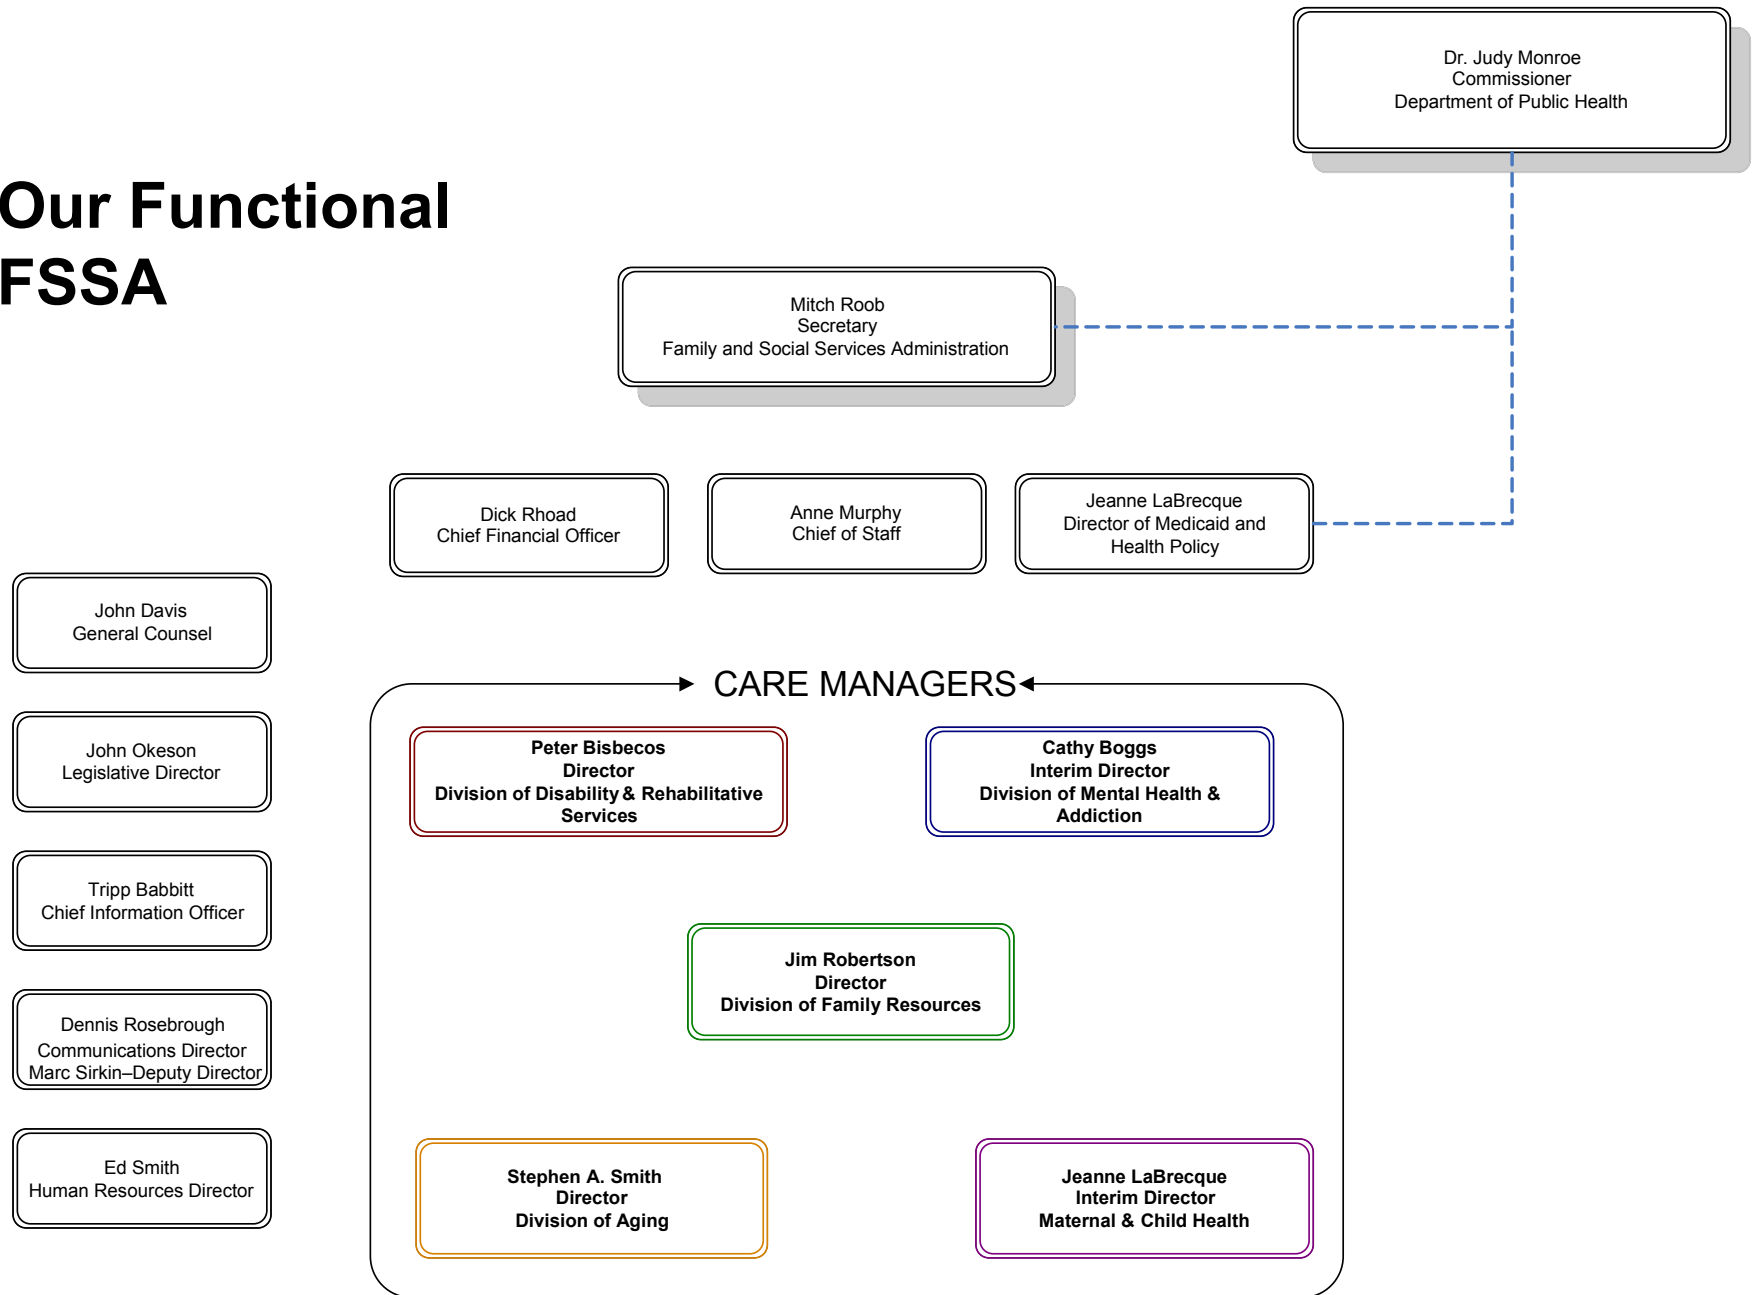 Dr. Judy Monroe
Commissioner
Department of Public Health
Our Functional
FSSA
Mitch Roob
Secretary
Family and Social Services Administration
Dick Rhoad
Chief Financial Officer
Anne Murphy
Chief of Staff
Jeanne LaBrecque
Director of Medicaid and
Health Policy
John Davis
General Counsel
John Okeson
Legislative Director
Tripp Babbitt
Chief Information Officer
Dennis Rosebrough
Communications Director
Marc Sirkin–Deputy Director
Ed Smith
Human Resources Director
CARE MANAGERS
Peter Bisbecos
Director
Division of Disability & Rehabilitative
Services
Cathy Boggs
Interim Director
Division of Mental Health &
Addiction
Jim Robertson
Director
Division of Family Resources
Stephen A. Smith
Director
Division of Aging
Jeanne LaBrecque
Interim Director
Maternal & Child Health